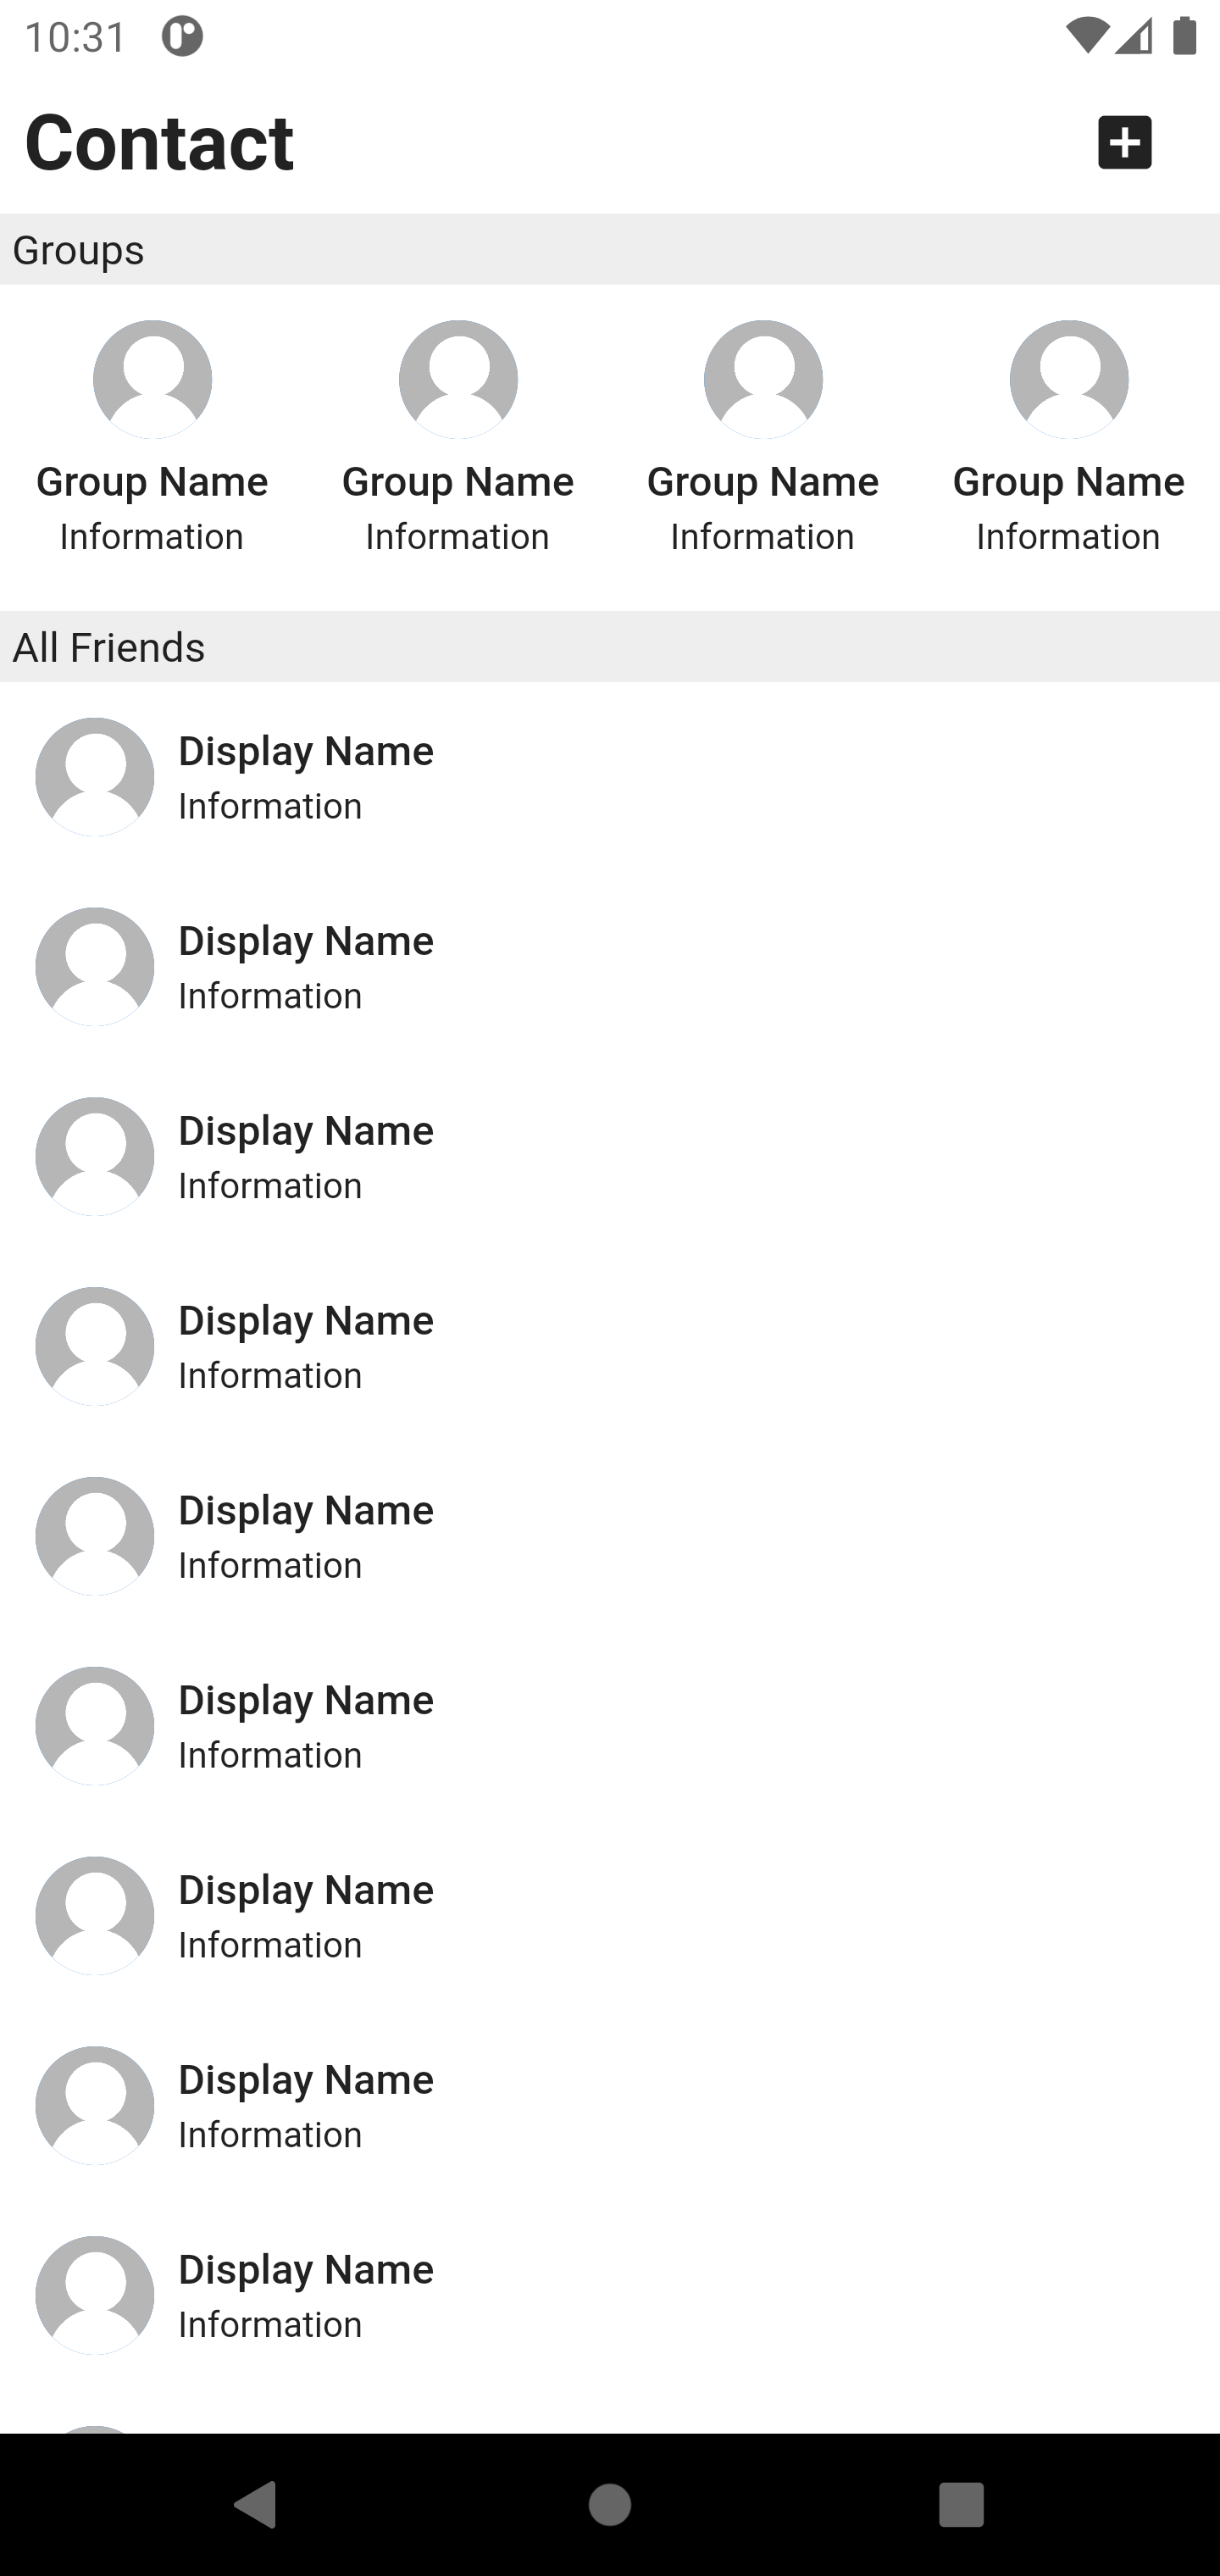 10:31
Contact
Groups
Group Name Group Name Group Name Group Name
Information Information Information Information
All Friends
Display Name
Information
Display Name
Information
Display Name
Information
Display Name
Information
Display Name
Information
Display Name
Information
Display Name
Information
Display Name
Information
Display Name
Information